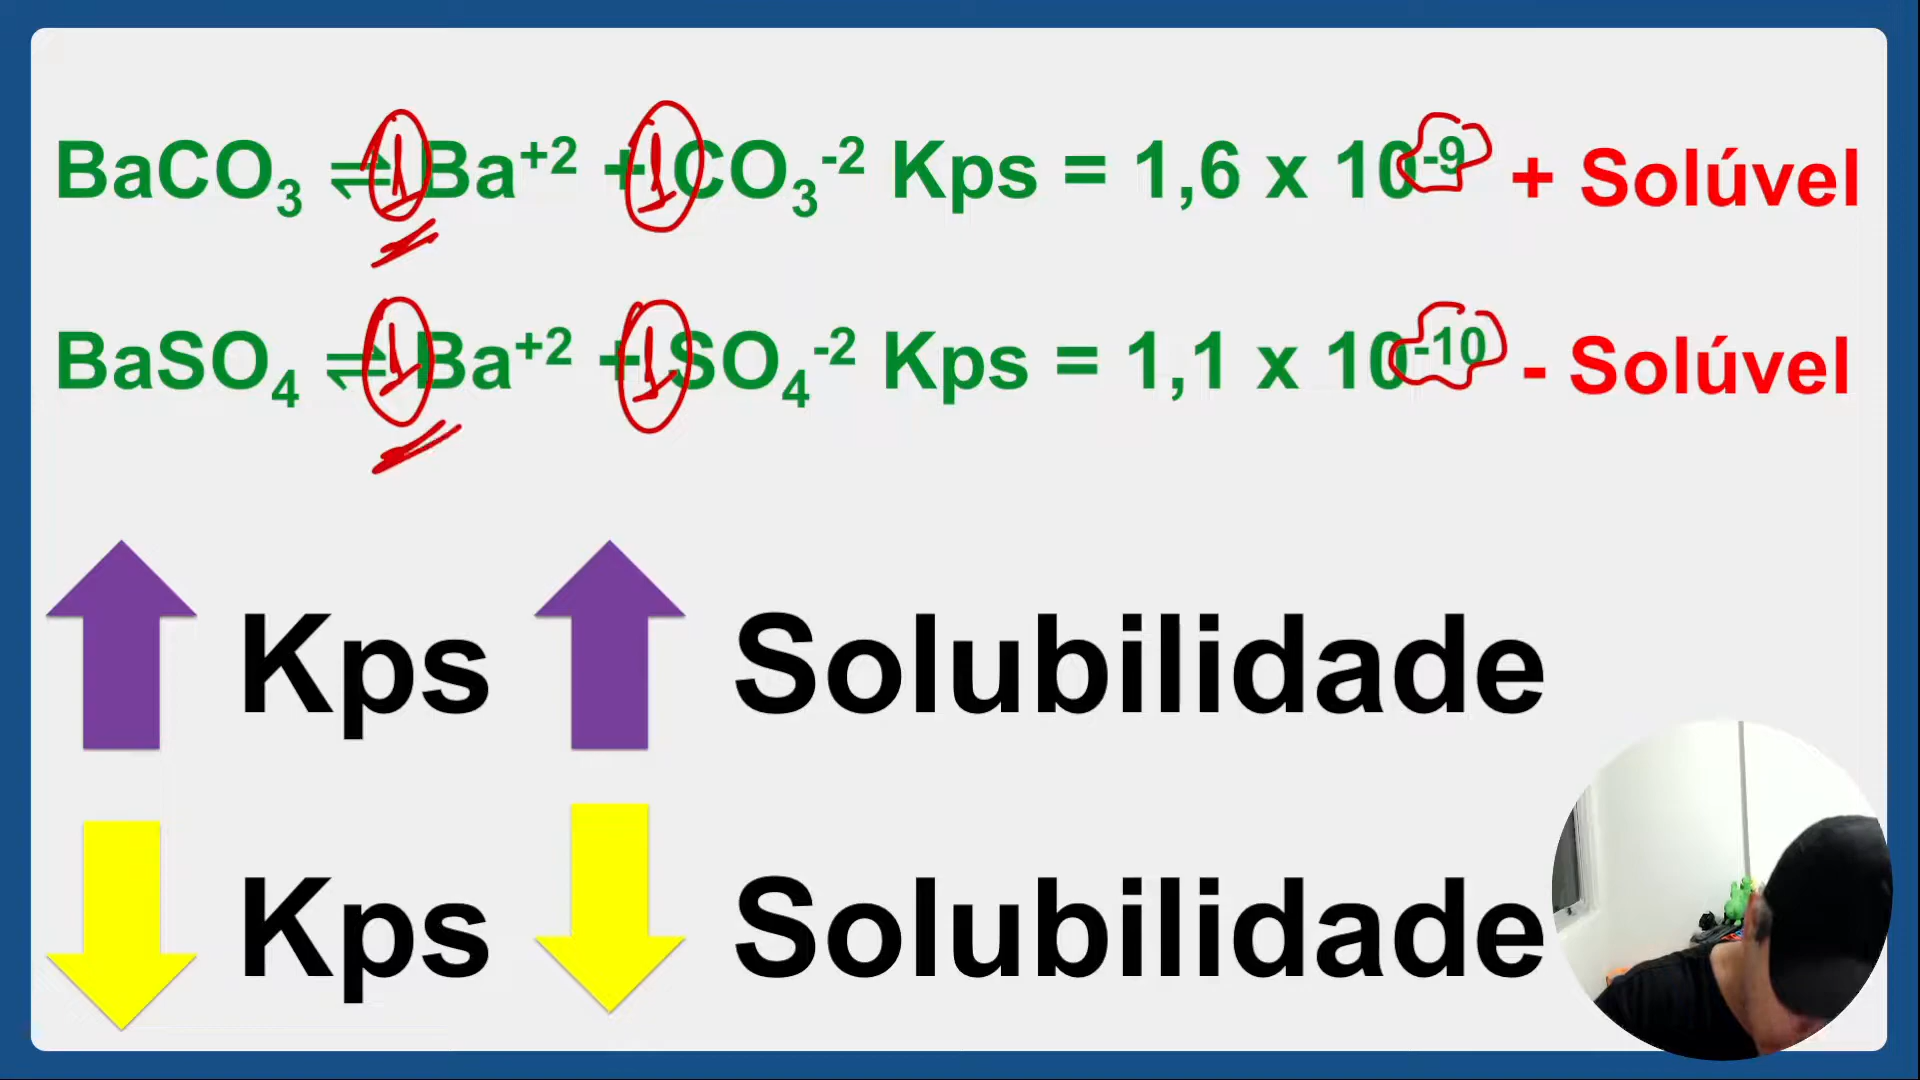 BaCO₃ ⇌ 1 Ba⁺² + 1 CO₃⁻² Kps = 1,6 x 10⁻⁹ + Solúvel
BaSO₄ ⇌ 1 Ba⁺² + 1 SO₄⁻² Kps = 1,1 x 10⁻¹⁰ - Solúvel
Kps Solubilidade
Kps Solubilidade